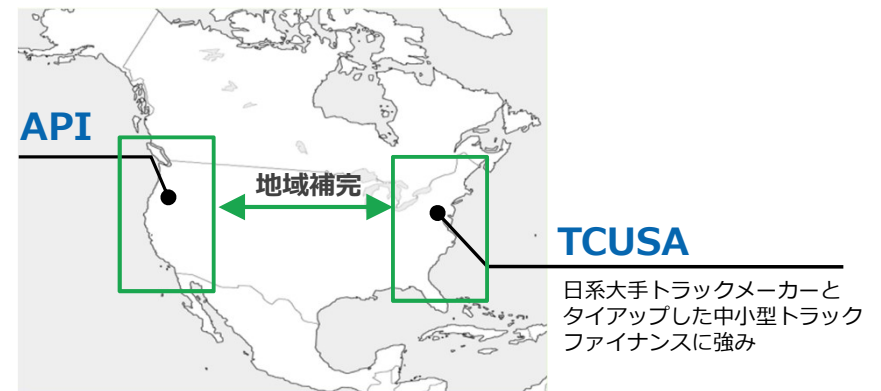 API
地域補完
TCUSA
日系大手トラックメーカーと
タイアップした中小型トラック
ファイナンスに強み